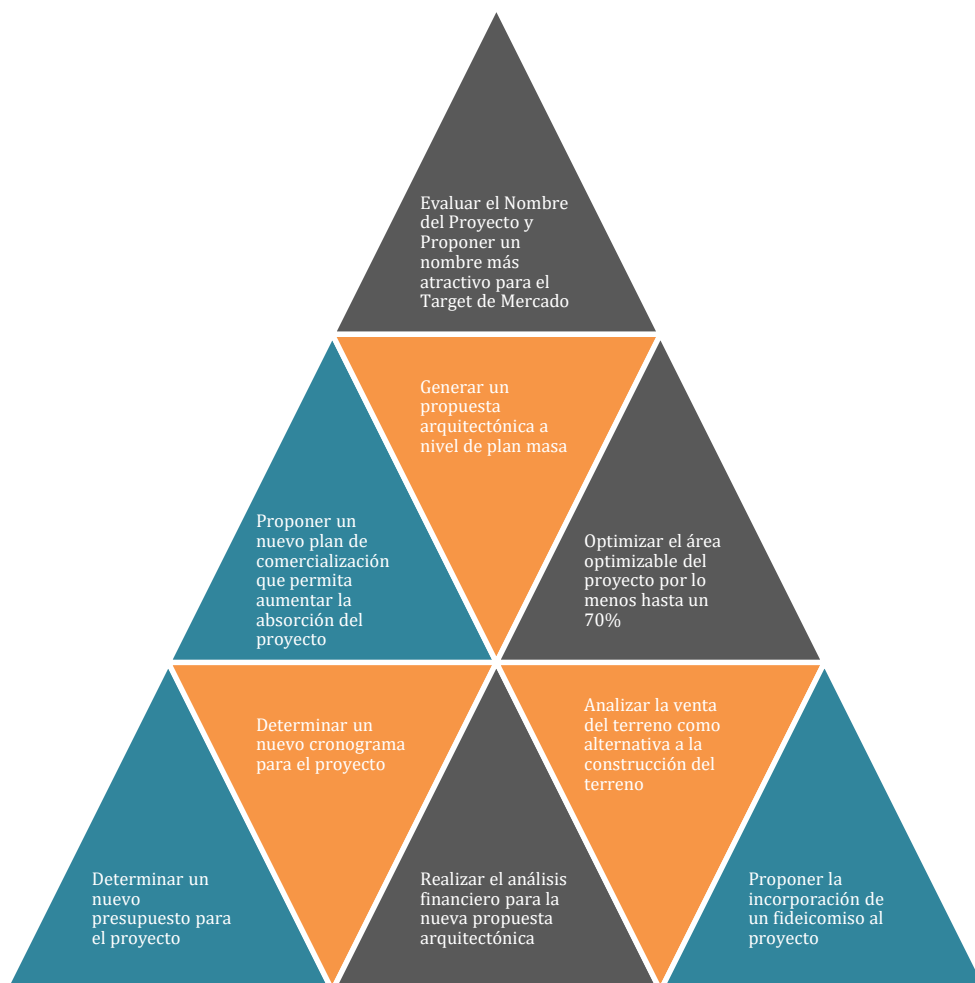 Evaluar el Nombre
del Proyecto y
Proponer un
nombre más
atractivo para el
Target de Mercado
Generar un
propuesta
arquitectónica a
nivel de plan masa
Proponer un
nuevo plan de
comercialización
que permita
aumentar la
absorción del
proyecto
Optimizar el área
optimizable del
proyecto por lo
menos hasta un
70%
Determinar un
nuevo cronograma
para el proyecto
Analizar la venta
del terreno como
alternativa a la
construcción del
terreno
Determinar un
nuevo
presupuesto para
el proyecto
Realizar el análisis
financiero para la
nueva propuesta
arquitectónica
Proponer la
incorporación de
un fideicomiso al
proyecto